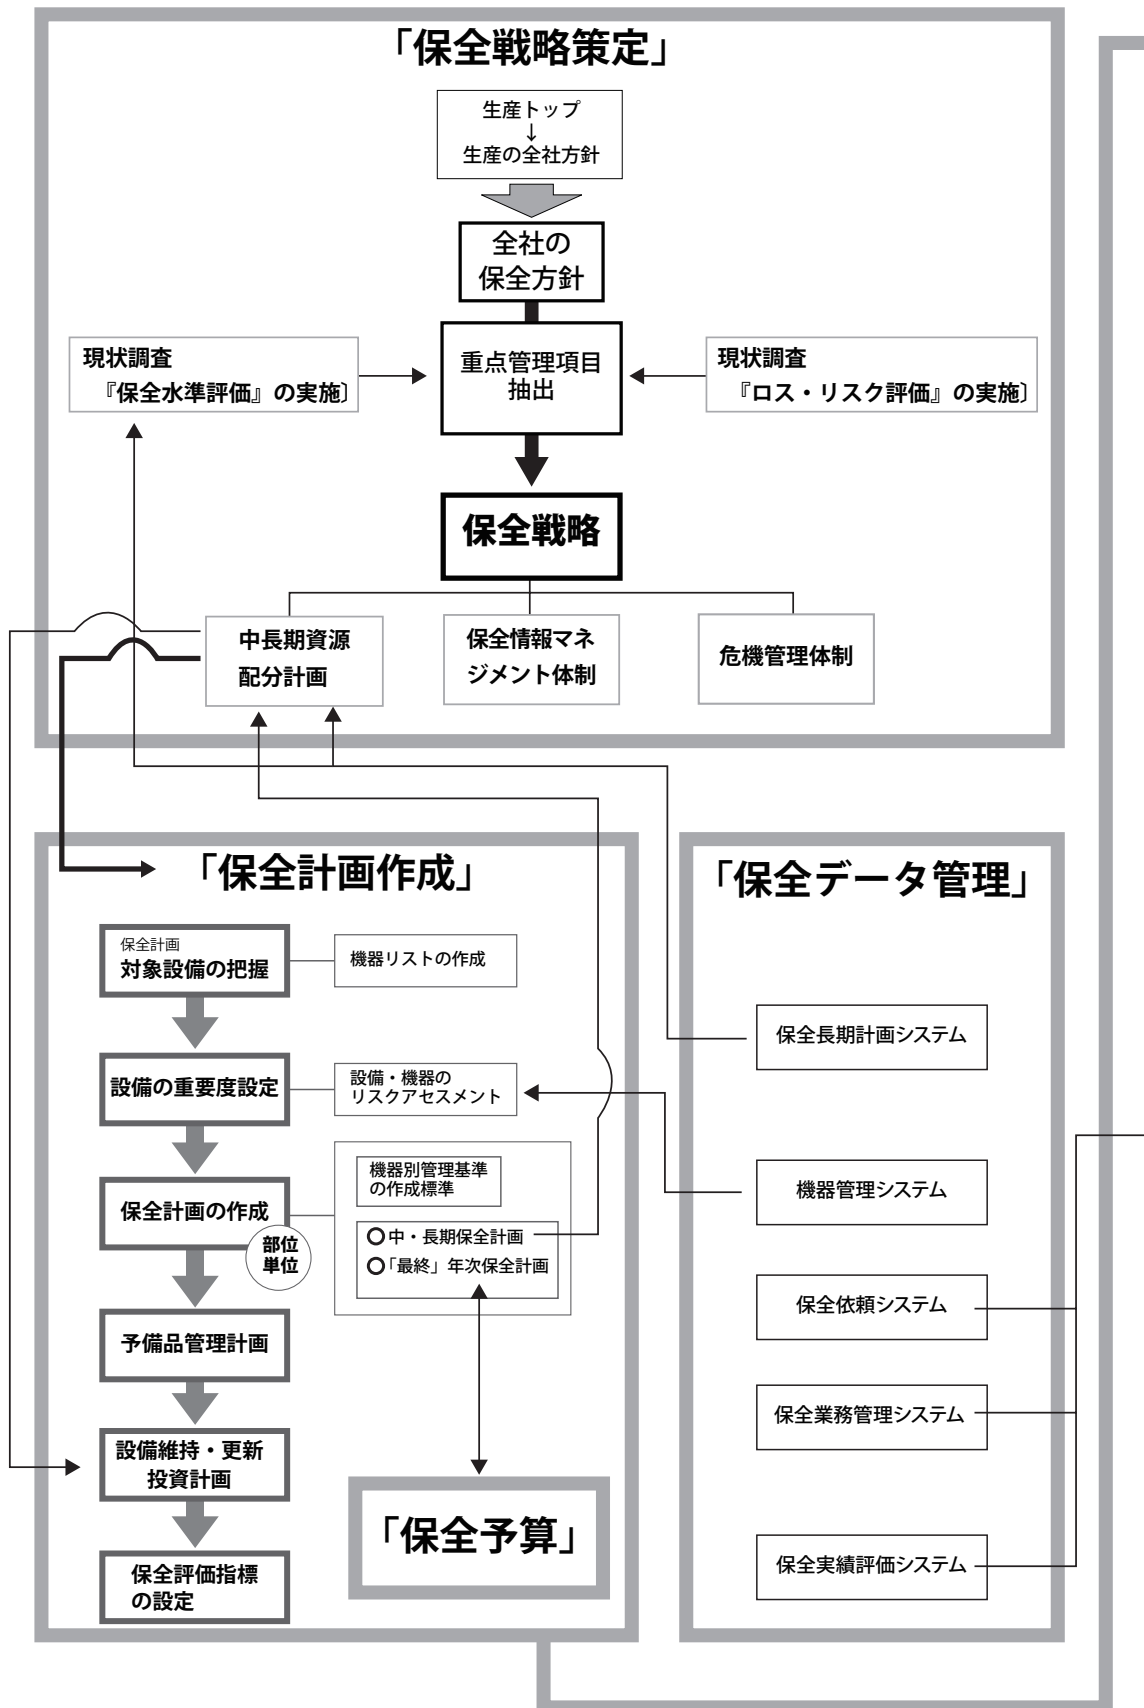 「保全戦略策定」
生産トップ
↓
生産の全社方針
全社の
保全方針
現状調査
『保全水準評価』の実施〕
重点管理項目
抽出
現状調査
『ロス・リスク評価』の実施〕
保全戦略
中長期資源
配分計画
保全情報マネ
ジメント体制
危機管理体制
「保全計画作成」
保全計画
対象設備の把握
機器リストの作成
設備の重要度設定
設備・機器の
リスクアセスメント
保全計画の作成
部位
単位
機器別管理基準
の作成標準
○中・長期保全計画
○「最終」年次保全計画
予備品管理計画
設備維持・更新
投資計画
保全評価指標
の設定
「保全予算」
「保全データ管理」
保全長期計画システム
機器管理システム
保全依頼システム
保全業務管理システム
保全実績評価システム